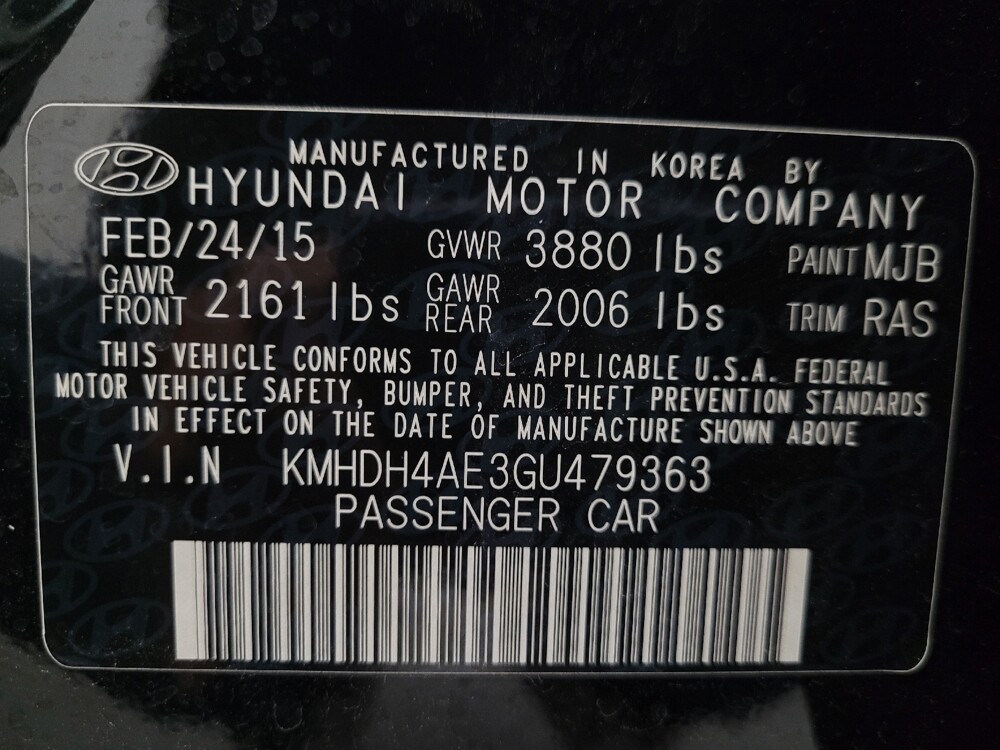 MANUFACTURED IN KOREA BY
HYUNDAI MOTOR COMPANY
FEB/24/15 GVWR 3880 lbs PAINT MJB
GAWR FRONT 2161 lbs GAWR REAR 2006 lbs TRIM RAS
THIS VEHICLE CONFORMS TO ALL APPLICABLE U.S.A. FEDERAL
MOTOR VEHICLE SAFETY, BUMPER, AND THEFT PREVENTION STANDARDS
IN EFFECT ON THE DATE OF MANUFACTURE SHOWN ABOVE
V.I.N KMHDH4AE3GU479363
PASSENGER CAR